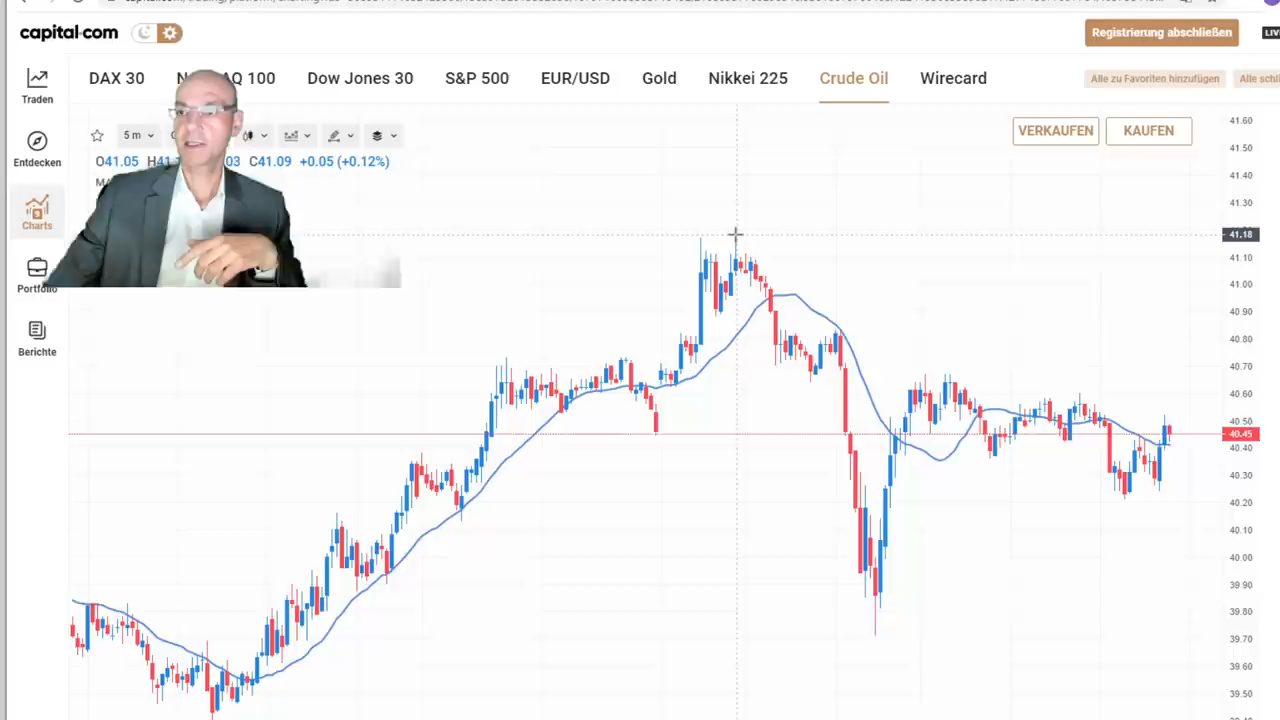 capital.com
Registrierung abschließen
Traden
Entdecken
Charts
Portfolio
Berichte
DAX 30
Dow Jones 30
S&P 500
EUR/USD
Gold
Nikkei 225
Crude Oil
Wirecard
Alle zu Favoriten hinzufügen
5 m
O41.05
C41.09 +0.05 (+0.12%)
VERKAUFEN
KAUFEN
41.60
41.50
41.40
41.30
41.18
41.10
41.00
40.90
40.80
40.70
40.60
40.50
40.45
40.40
40.30
40.20
40.10
40.00
39.90
39.80
39.70
39.60
39.50